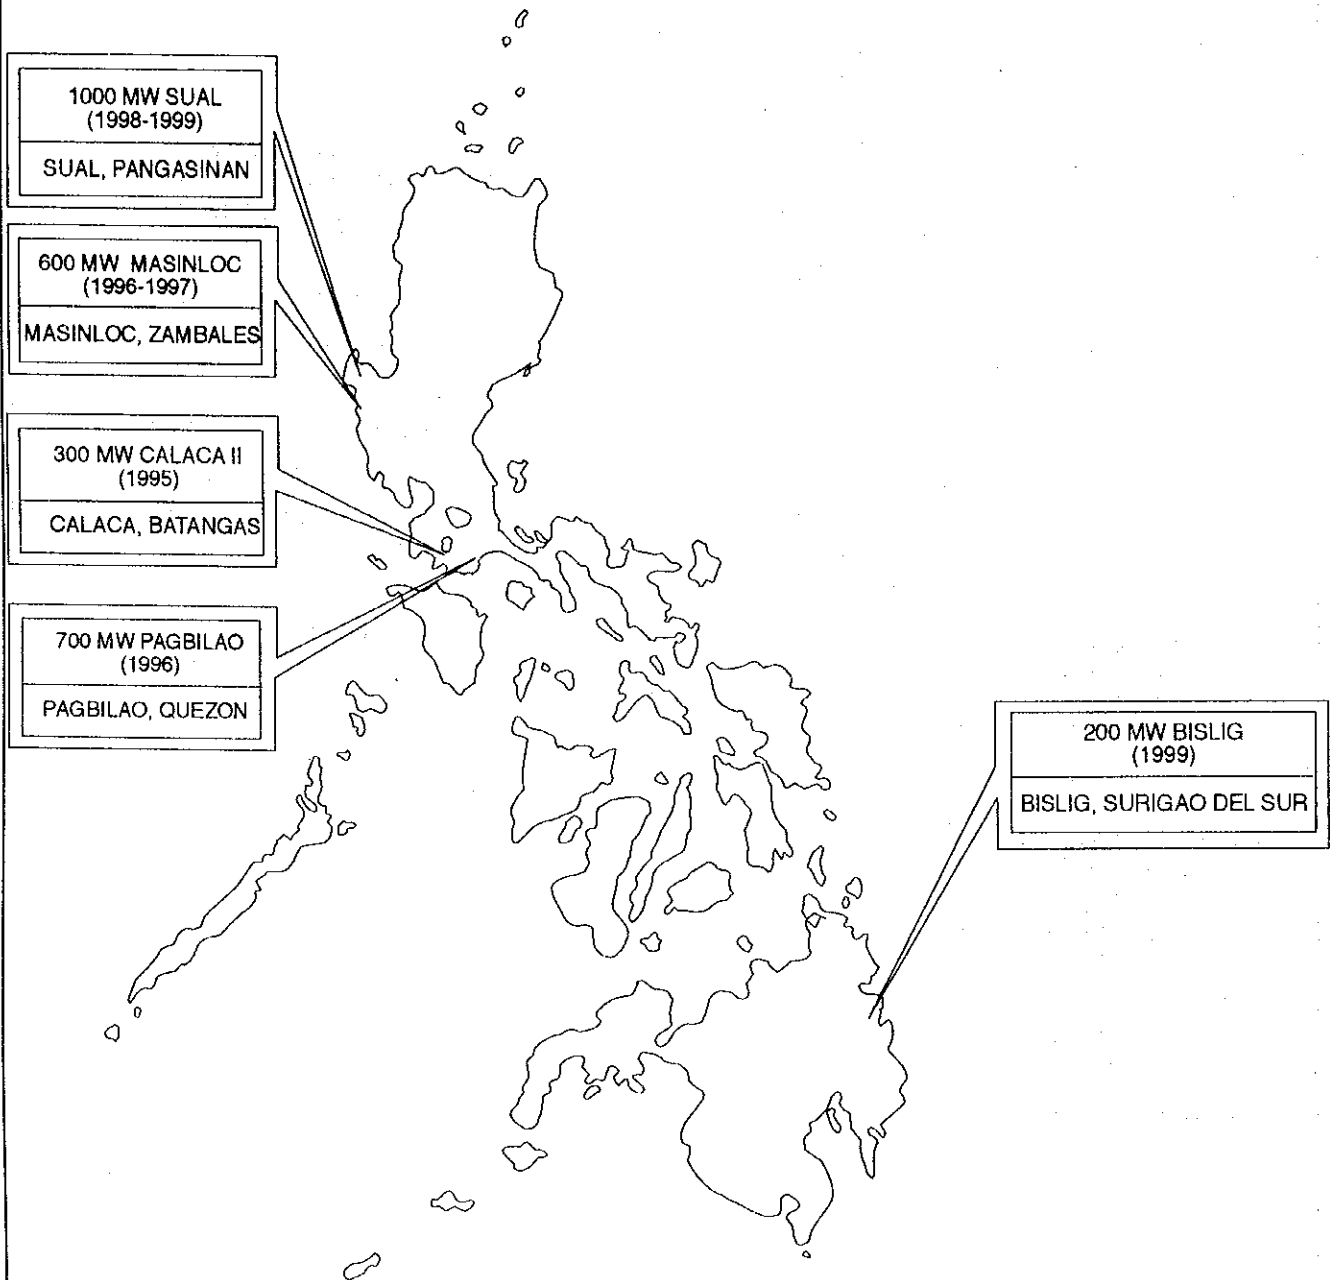 1000 MW SUAL
(1998-1999)
SUAL, PANGASINAN
600 MW MASINLOC
(1996-1997)
MASINLOC, ZAMBALES
300 MW CALACA II
(1995)
CALACA, BATANGAS
700 MW PAGBILAO
(1996)
PAGBILAO, QUEZON
200 MW BISLIG
(1999)
BISLIG, SURIGAO DEL SUR